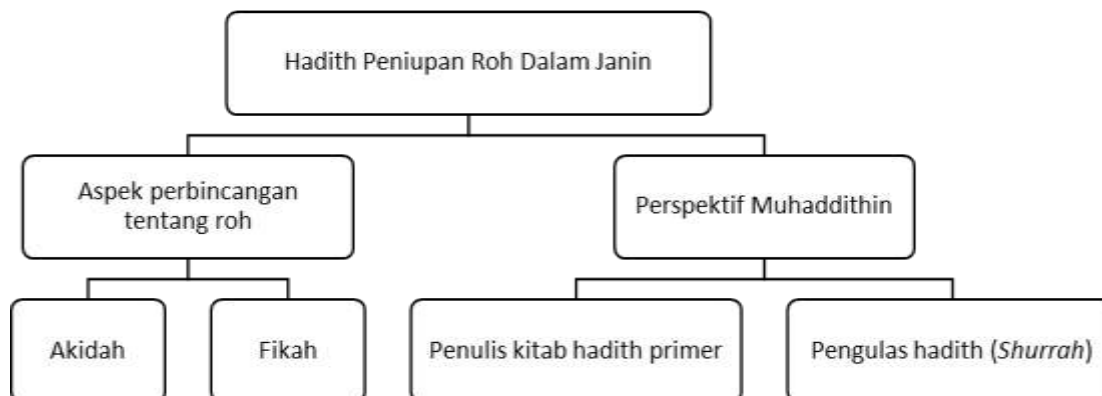 Hadith Peniupan Roh Dalam Janin
Aspek perbincangan
tentang roh
Perspektif Muhaddithin
Akidah
Fikah
Penulis kitab hadith primer
Pengulas hadith (Shurrah)